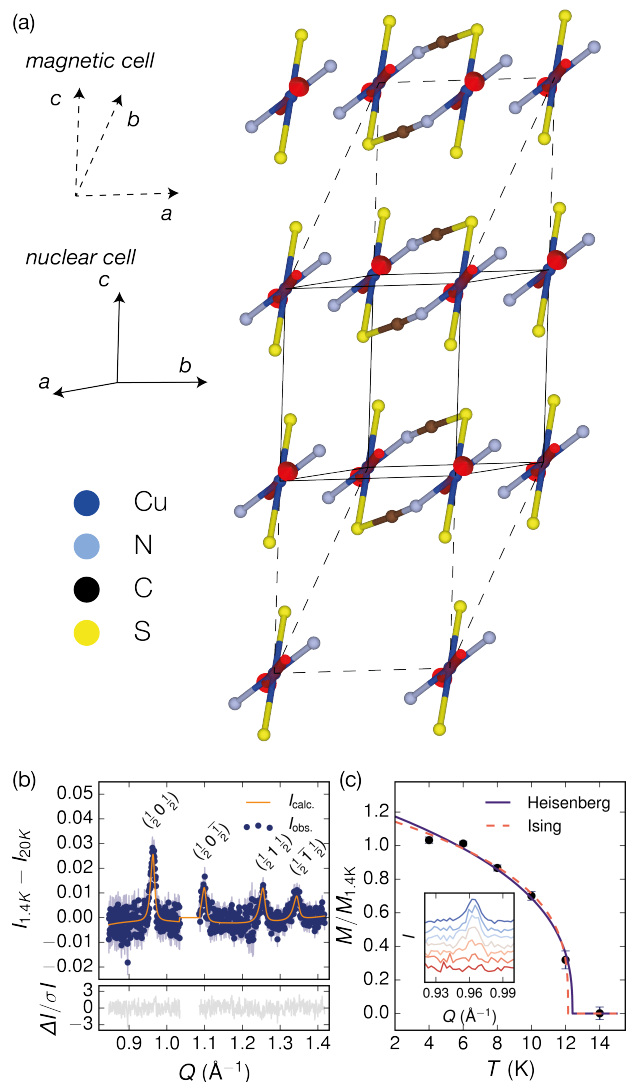 (a)
magnetic cell
c
b
a
nuclear cell
c
a
b
Cu
N
C
S
(b)
(½ 0 ½)
(½ 0 ½̅)
(½ 1 ½)
(½ 1̅ ½)
I calc.
I obs.
I1.4K − I20K
0.05
0.04
0.03
0.02
0.01
0.00
−0.01
−0.02
ΔI/σI
3
0
−3
0.9 1.0 1.1 1.2 1.3 1.4
Q (Å−1)
(c)
Heisenberg
Ising
M/M1.4K
1.2
1.0
0.8
0.6
0.4
0.2
0.0
I
0.93 0.96 0.99
Q (Å−1)
2 4 6 8 10 12 14
T (K)